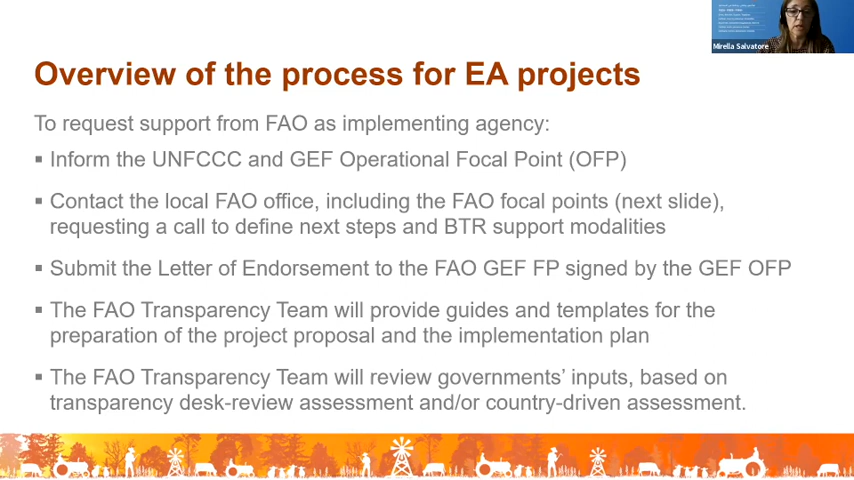 Mirella Salvatore
Overview of the process for EA projects
To request support from FAO as implementing agency:
▪ Inform the UNFCCC and GEF Operational Focal Point (OFP)
▪ Contact the local FAO office, including the FAO focal points (next slide),
requesting a call to define next steps and BTR support modalities
▪ Submit the Letter of Endorsement to the FAO GEF FP signed by the GEF OFP
▪ The FAO Transparency Team will provide guides and templates for the
preparation of the project proposal and the implementation plan
▪ The FAO Transparency Team will review governments’ inputs, based on
transparency desk-review assessment and/or country-driven assessment.